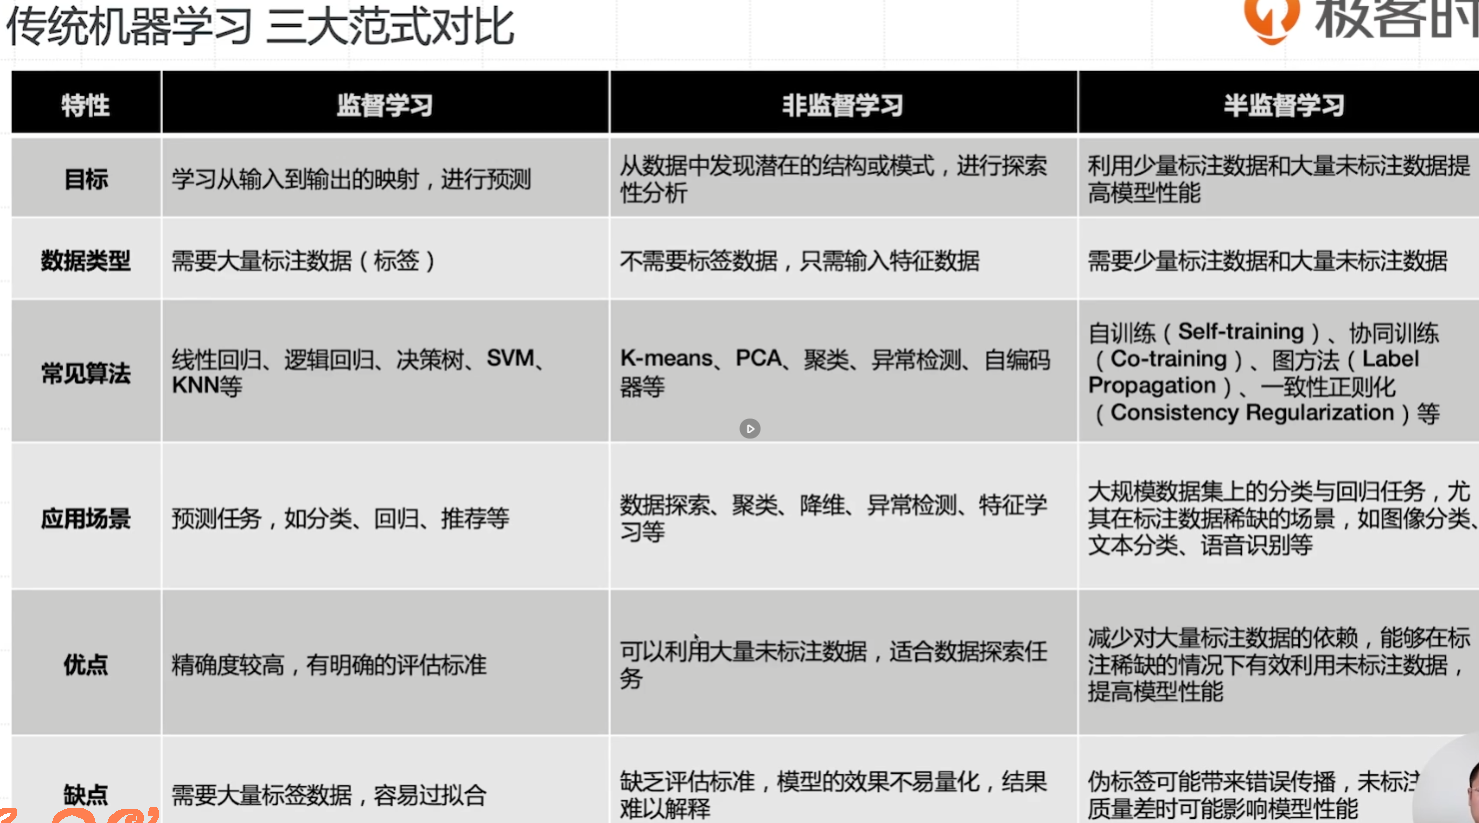 传统机器学习 三大范式对比
极客时
特性
监督学习
非监督学习
半监督学习
目标
学习从输入到输出的映射，进行预测
从数据中发现潜在的结构或模式，进行探索
性分析
利用少量标注数据和大量未标注数据提
高模型性能
数据类型
需要大量标注数据（标签）
不需要标签数据，只需输入特征数据
需要少量标注数据和大量未标注数据
常见算法
线性回归、逻辑回归、决策树、SVM、
KNN等
K-means、PCA、聚类、异常检测、自编码
器等
自训练（Self-training）、协同训练
（Co-training）、图方法（Label
Propagation）、一致性正则化
（Consistency Regularization）等
应用场景
预测任务，如分类、回归、推荐等
数据探索、聚类、降维、异常检测、特征学
习等
大规模数据集上的分类与回归任务，尤
其在标注数据稀缺的场景，如图像分类、
文本分类、语音识别等
优点
精确度较高，有明确的评估标准
可以利用大量未标注数据，适合数据探索任
务
减少对大量标注数据的依赖，能够在标
注稀缺的情况下有效利用未标注数据，
提高模型性能
缺点
需要大量标签数据，容易过拟合
缺乏评估标准，模型的效果不易量化，结果
难以解释
伪标签可能带来错误传播，未标注
质量差时可能影响模型性能